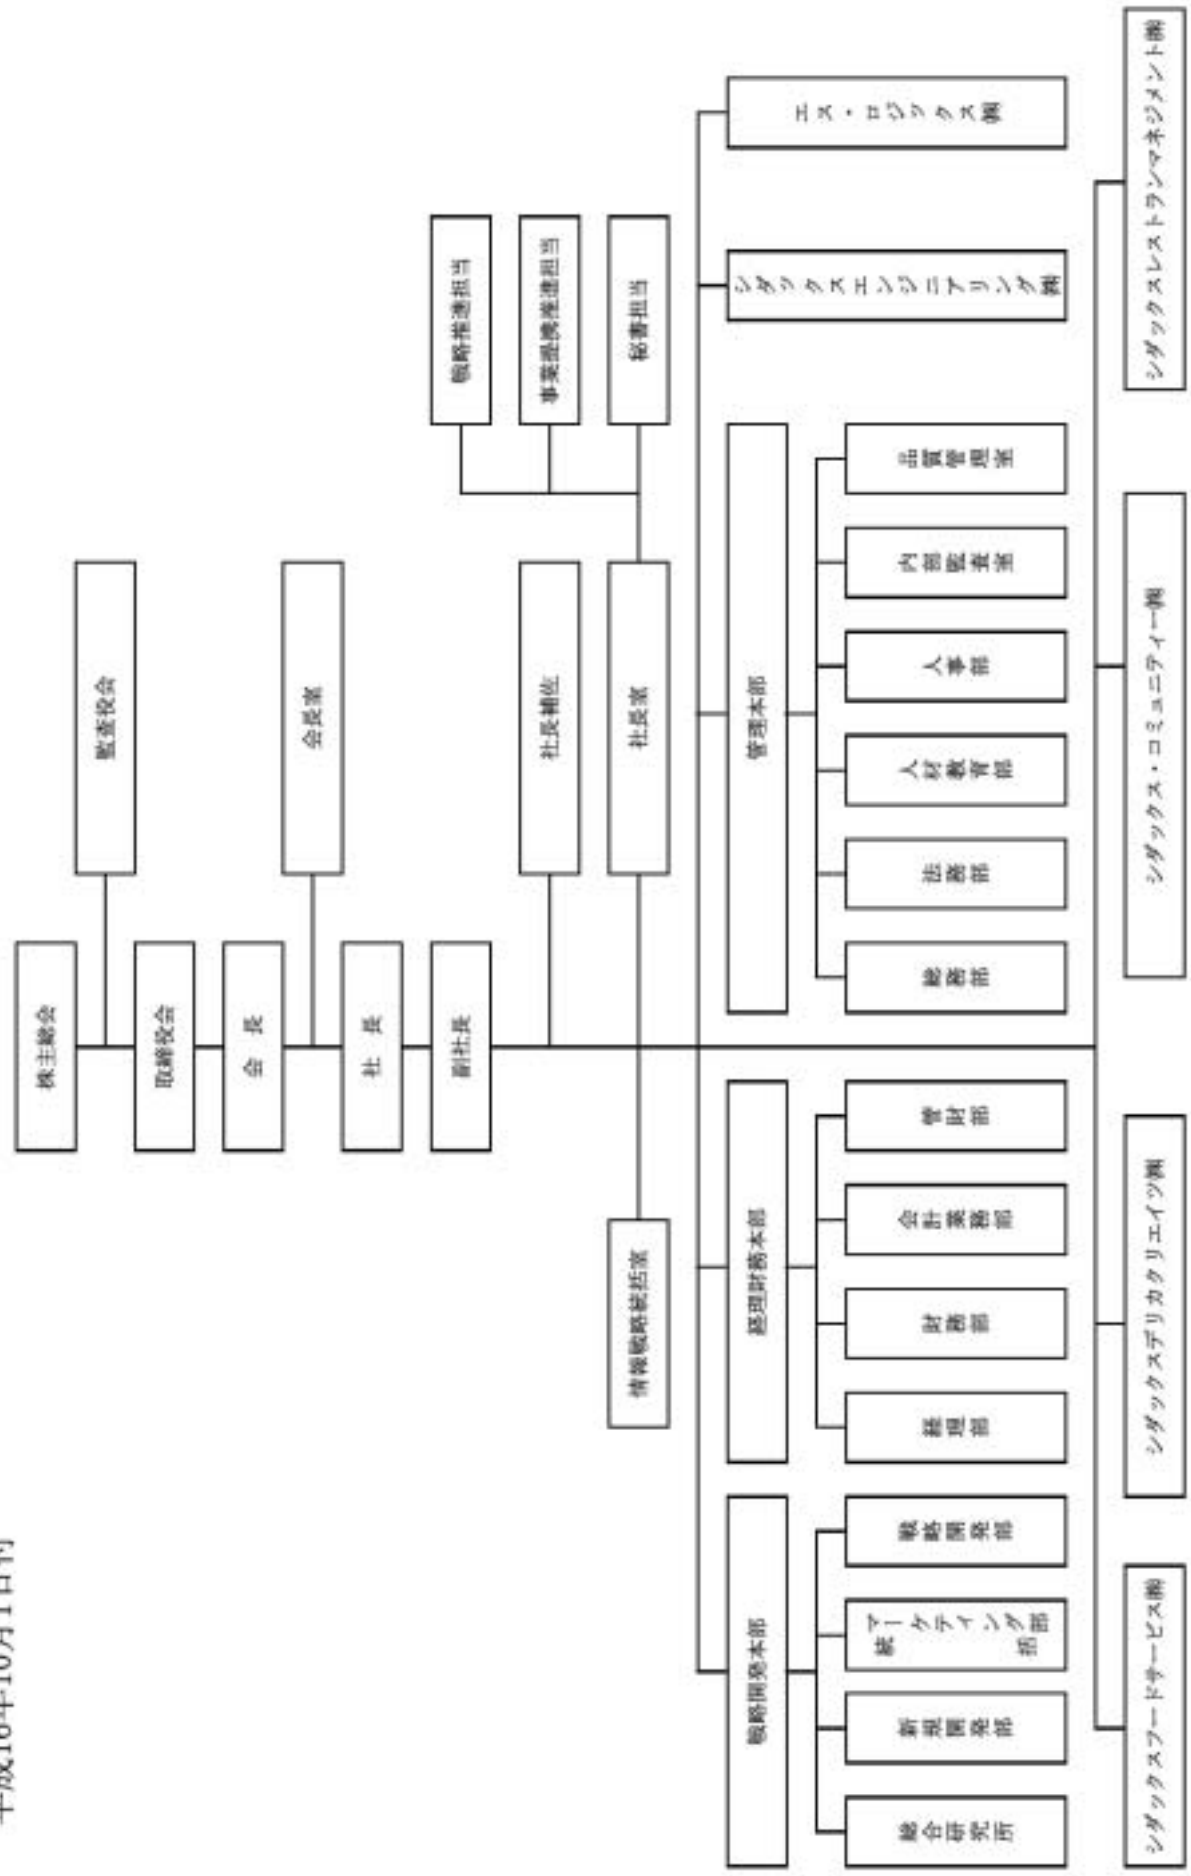 平成16年10月1日付
株主総会
監査役会
取締役会
会長
会長室
社長
副社長
社長補佐
情報戦略統括室
社長室
戦略推進担当
事業提携推進担当
秘書担当
戦略開発本部
経理財務本部
管理本部
シダックスエンジニアリング㈱
エス・ロジックス㈱
総合研究所
新規開発部
マーケティング部
統括
戦略開発部
経理部
財務部
会計業務部
管財部
総務部
法務部
人材教育部
人事部
内部監査室
品質管理室
シダックスフードサービス㈱
シダックスデリカクリエイツ㈱
シダックス・コミュニティー㈱
シダックスレストランマネジメント㈱